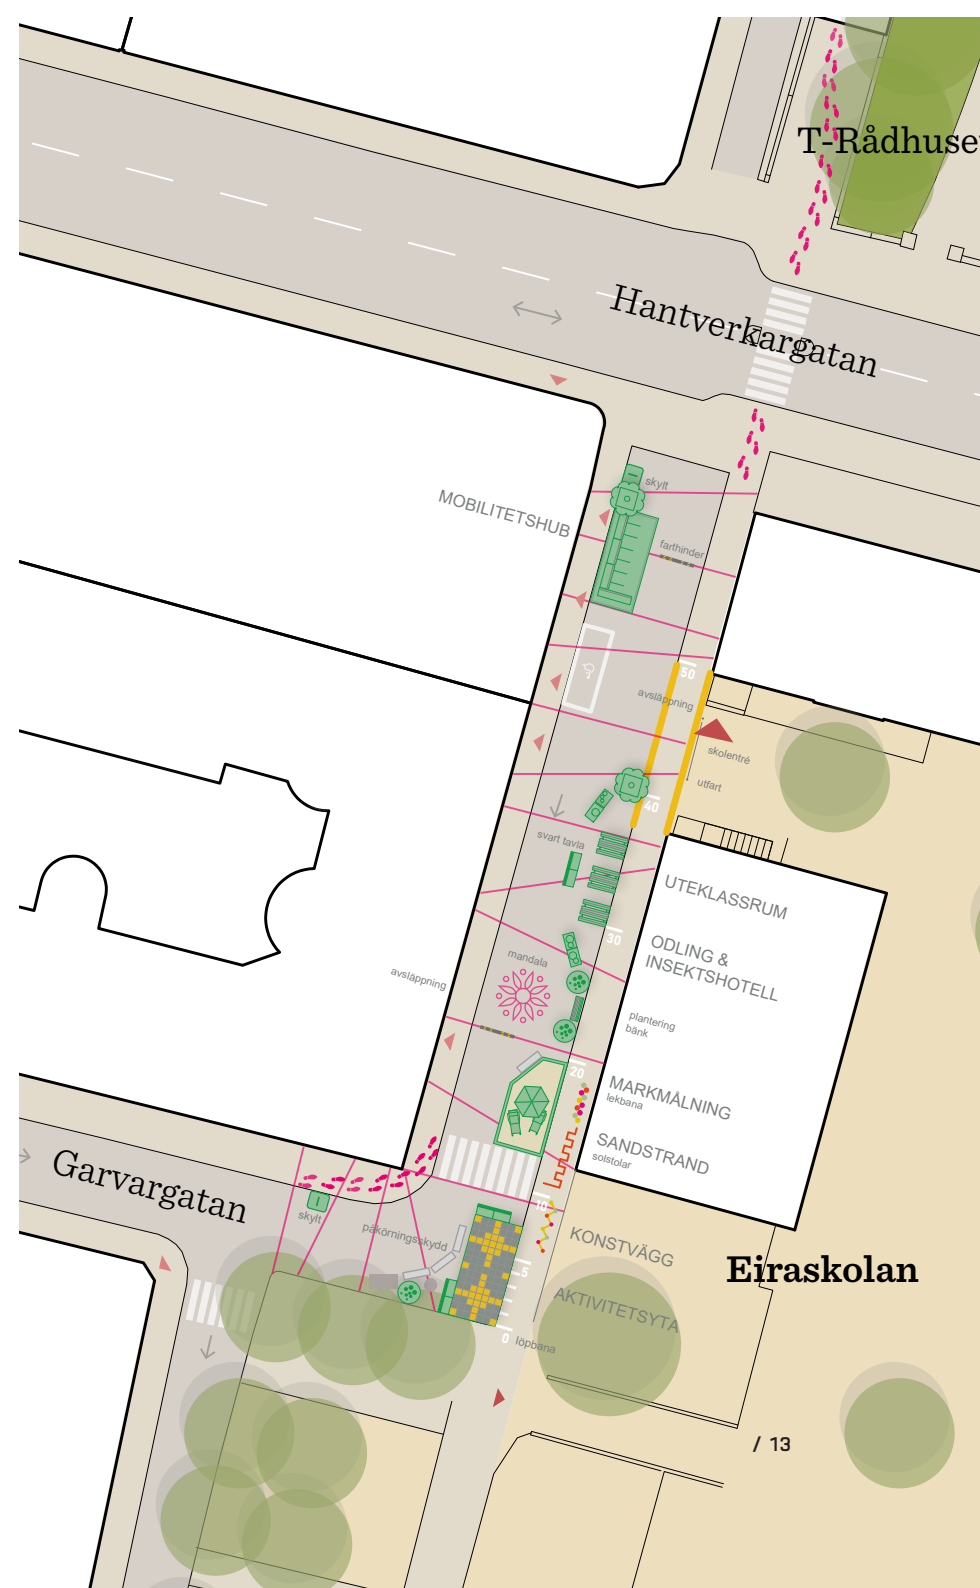 T-Rådhuse
Hantverkargatan
skylt
MOBILITETSHUB
farthinder
50
avsläppning
skolentré
utfart
40
svart tavla
UTEKLASSRUM
30
ODLING &
INSEKTSHOTELL
mandala
avsläppning
plantering
bänk
20
MARKMÅLNING
lekbana
SANDSTRAND
solstolar
Garvargatan
skylt
10
påkörningsskydd
KONSTVÄGG
5
Eiraskolan
AKTIVITETSYTA
0
löpbana
/ 13